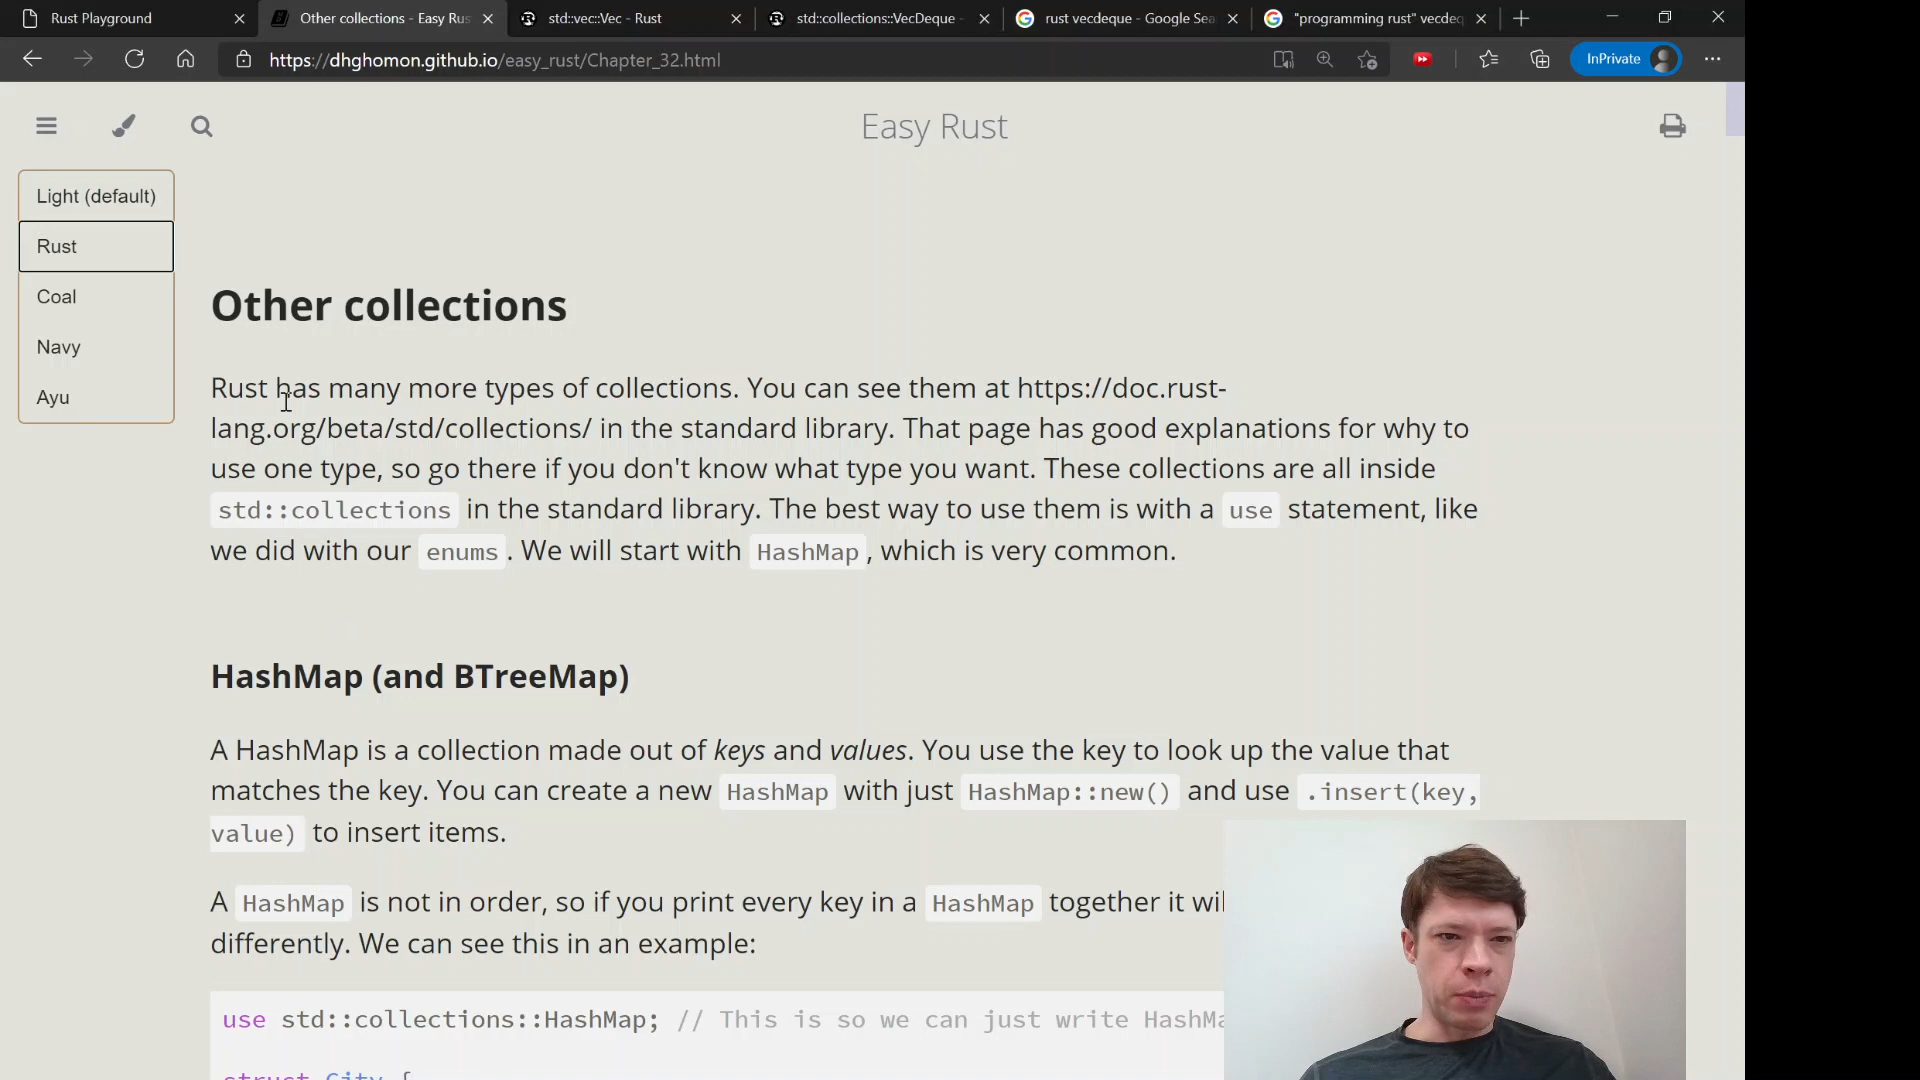 Rust Playground
Other collections - Easy Rus
std::vec::Vec - Rust
std::collections::VecDeque -
rust vecdeque - Google Sea
"programming rust" vecdeq
https://dhghomon.github.io/easy_rust/Chapter_32.html
InPrivate
Easy Rust
Light (default)
Rust
Coal
Navy
Ayu
Other collections
Rust has many more types of collections. You can see them at https://doc.rust-
lang.org/beta/std/collections/ in the standard library. That page has good explanations for why to
use one type, so go there if you don't know what type you want. These collections are all inside
std::collections in the standard library. The best way to use them is with a use statement, like
we did with our enums. We will start with HashMap, which is very common.
HashMap (and BTreeMap)
A HashMap is a collection made out of keys and values. You use the key to look up the value that
matches the key. You can create a new HashMap with just HashMap::new() and use .insert(key,
value) to insert items.
A HashMap is not in order, so if you print every key in a HashMap together it wil
differently. We can see this in an example:
use std::collections::HashMap; // This is so we can just write HashMa
struct City {